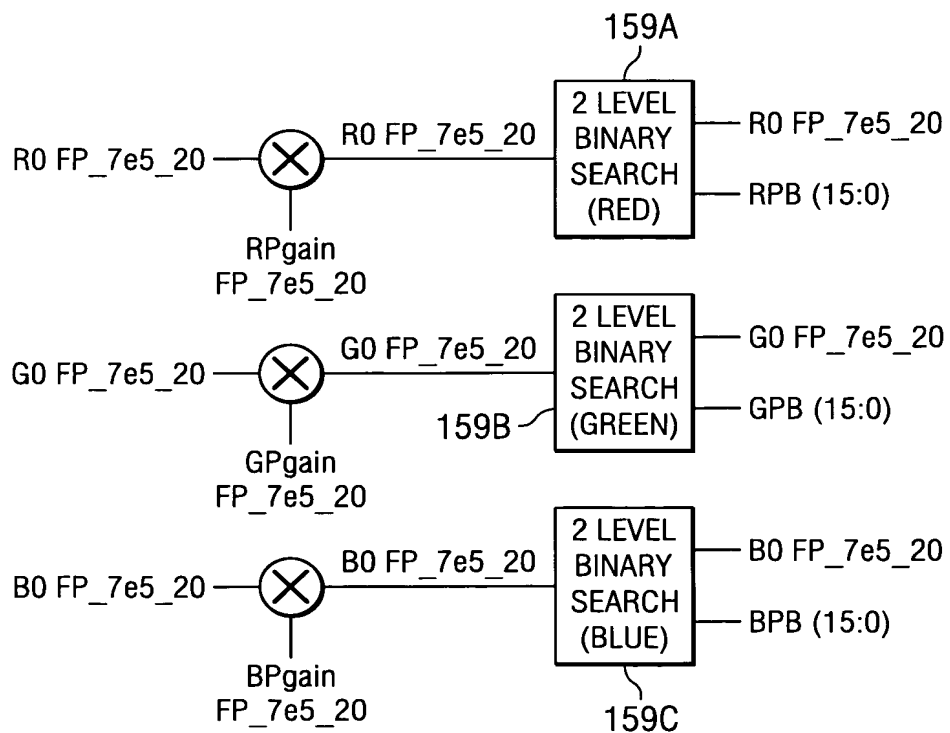 159A
R0 FP_7e5_20
R0 FP_7e5_20
2 LEVEL
BINARY
SEARCH
(RED)
R0 FP_7e5_20
RPB (15:0)
RPgain
FP_7e5_20
G0 FP_7e5_20
G0 FP_7e5_20
159B
2 LEVEL
BINARY
SEARCH
(GREEN)
G0 FP_7e5_20
GPB (15:0)
GPgain
FP_7e5_20
B0 FP_7e5_20
B0 FP_7e5_20
2 LEVEL
BINARY
SEARCH
(BLUE)
B0 FP_7e5_20
BPB (15:0)
BPgain
FP_7e5_20
159C